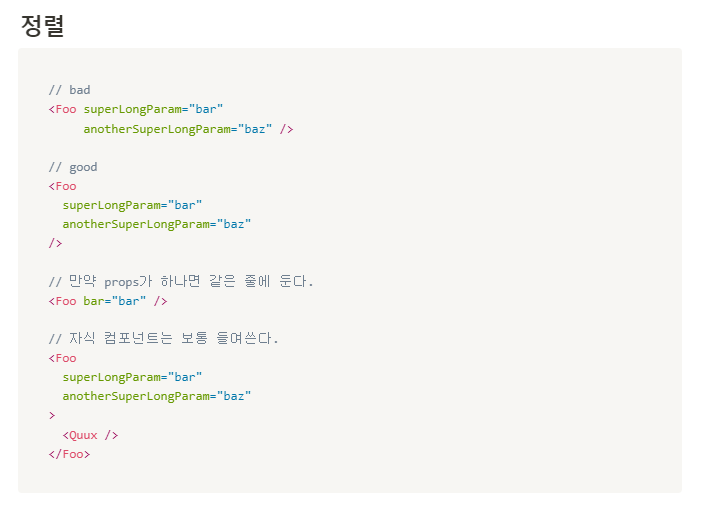 정렬
// bad
<Foo superLongParam="bar"
     anotherSuperLongParam="baz" />
// good
<Foo
  superLongParam="bar"
  anotherSuperLongParam="baz"
/>
// 만약 props가 하나면 같은 줄에 둔다.
<Foo bar="bar" />
// 자식 컴포넌트는 보통 들여쓴다.
<Foo
  superLongParam="bar"
  anotherSuperLongParam="baz"
>
  <Quux />
</Foo>